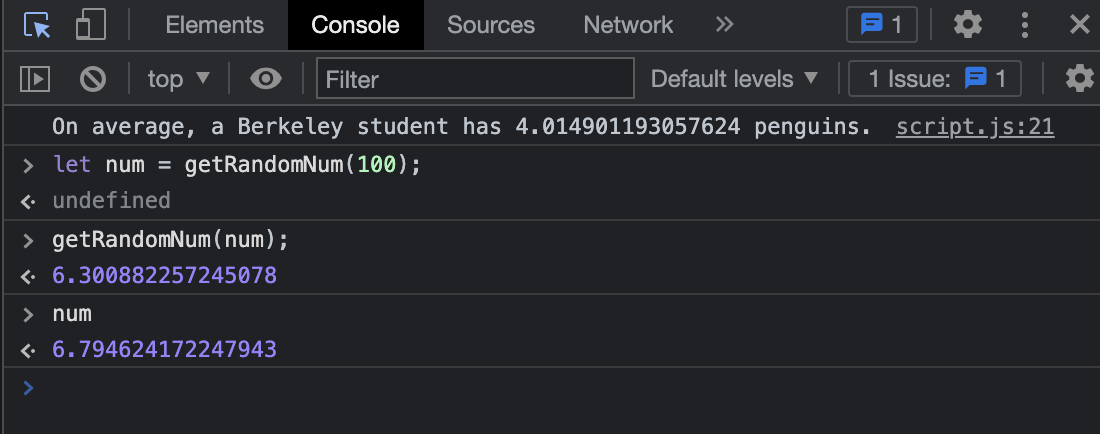 Elements Console Sources Network » 1
top ▼ Filter Default levels ▼ 1 Issue: 1
On average, a Berkeley student has 4.014901193057624 penguins. script.js:21
> let num = getRandomNum(100);
undefined
> getRandomNum(num);
6.300882257245078
> num
6.794624172247943
>